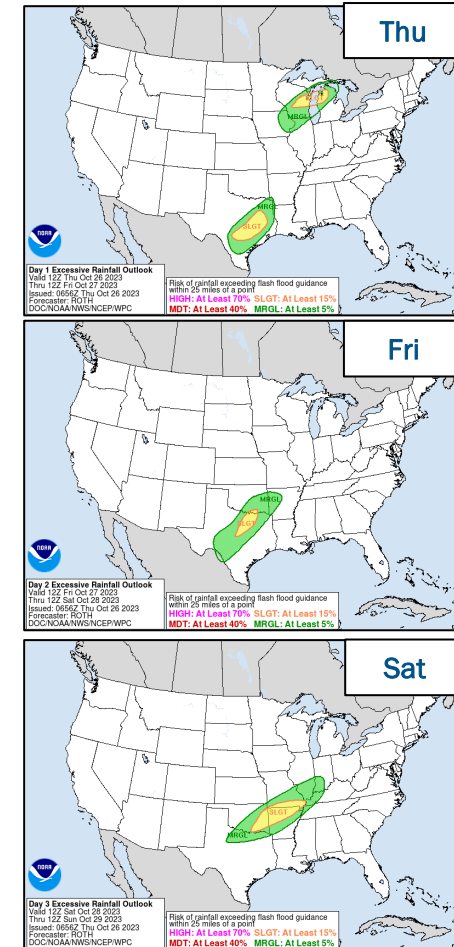 Thu
SLGT
MRGL
MRGL
SLGT
NOAA
Day 1 Excessive Rainfall Outlook
Valid 12Z Thu Oct 26 2023
Thru 12Z Fri Oct 27 2023
Issued: 0656Z Thu Oct 26 2023
Forecaster: ROTH
DOC/NOAA/NWS/NCEP/WPC
Risk of rainfall exceeding flash flood guidance
within 25 miles of a point
HIGH: At Least 70% SLGT: At Least 15%
MDT: At Least 40% MRGL: At Least 5%
Fri
MRGL
SLGT
NOAA
Day 2 Excessive Rainfall Outlook
Valid 12Z Fri Oct 27 2023
Thru 12Z Sat Oct 28 2023
Issued: 0656Z Thu Oct 26 2023
Forecaster: ROTH
DOC/NOAA/NWS/NCEP/WPC
Risk of rainfall exceeding flash flood guidance
within 25 miles of a point
HIGH: At Least 70% SLGT: At Least 15%
MDT: At Least 40% MRGL: At Least 5%
Sat
SLGT
MRGL
NOAA
Day 3 Excessive Rainfall Outlook
Valid 12Z Sat Oct 28 2023
Thru 12Z Sun Oct 29 2023
Issued: 0656Z Thu Oct 26 2023
Forecaster: ROTH
DOC/NOAA/NWS/NCEP/WPC
Risk of rainfall exceeding flash flood guidance
within 25 miles of a point
HIGH: At Least 70% SLGT: At Least 15%
MDT: At Least 40% MRGL: At Least 5%